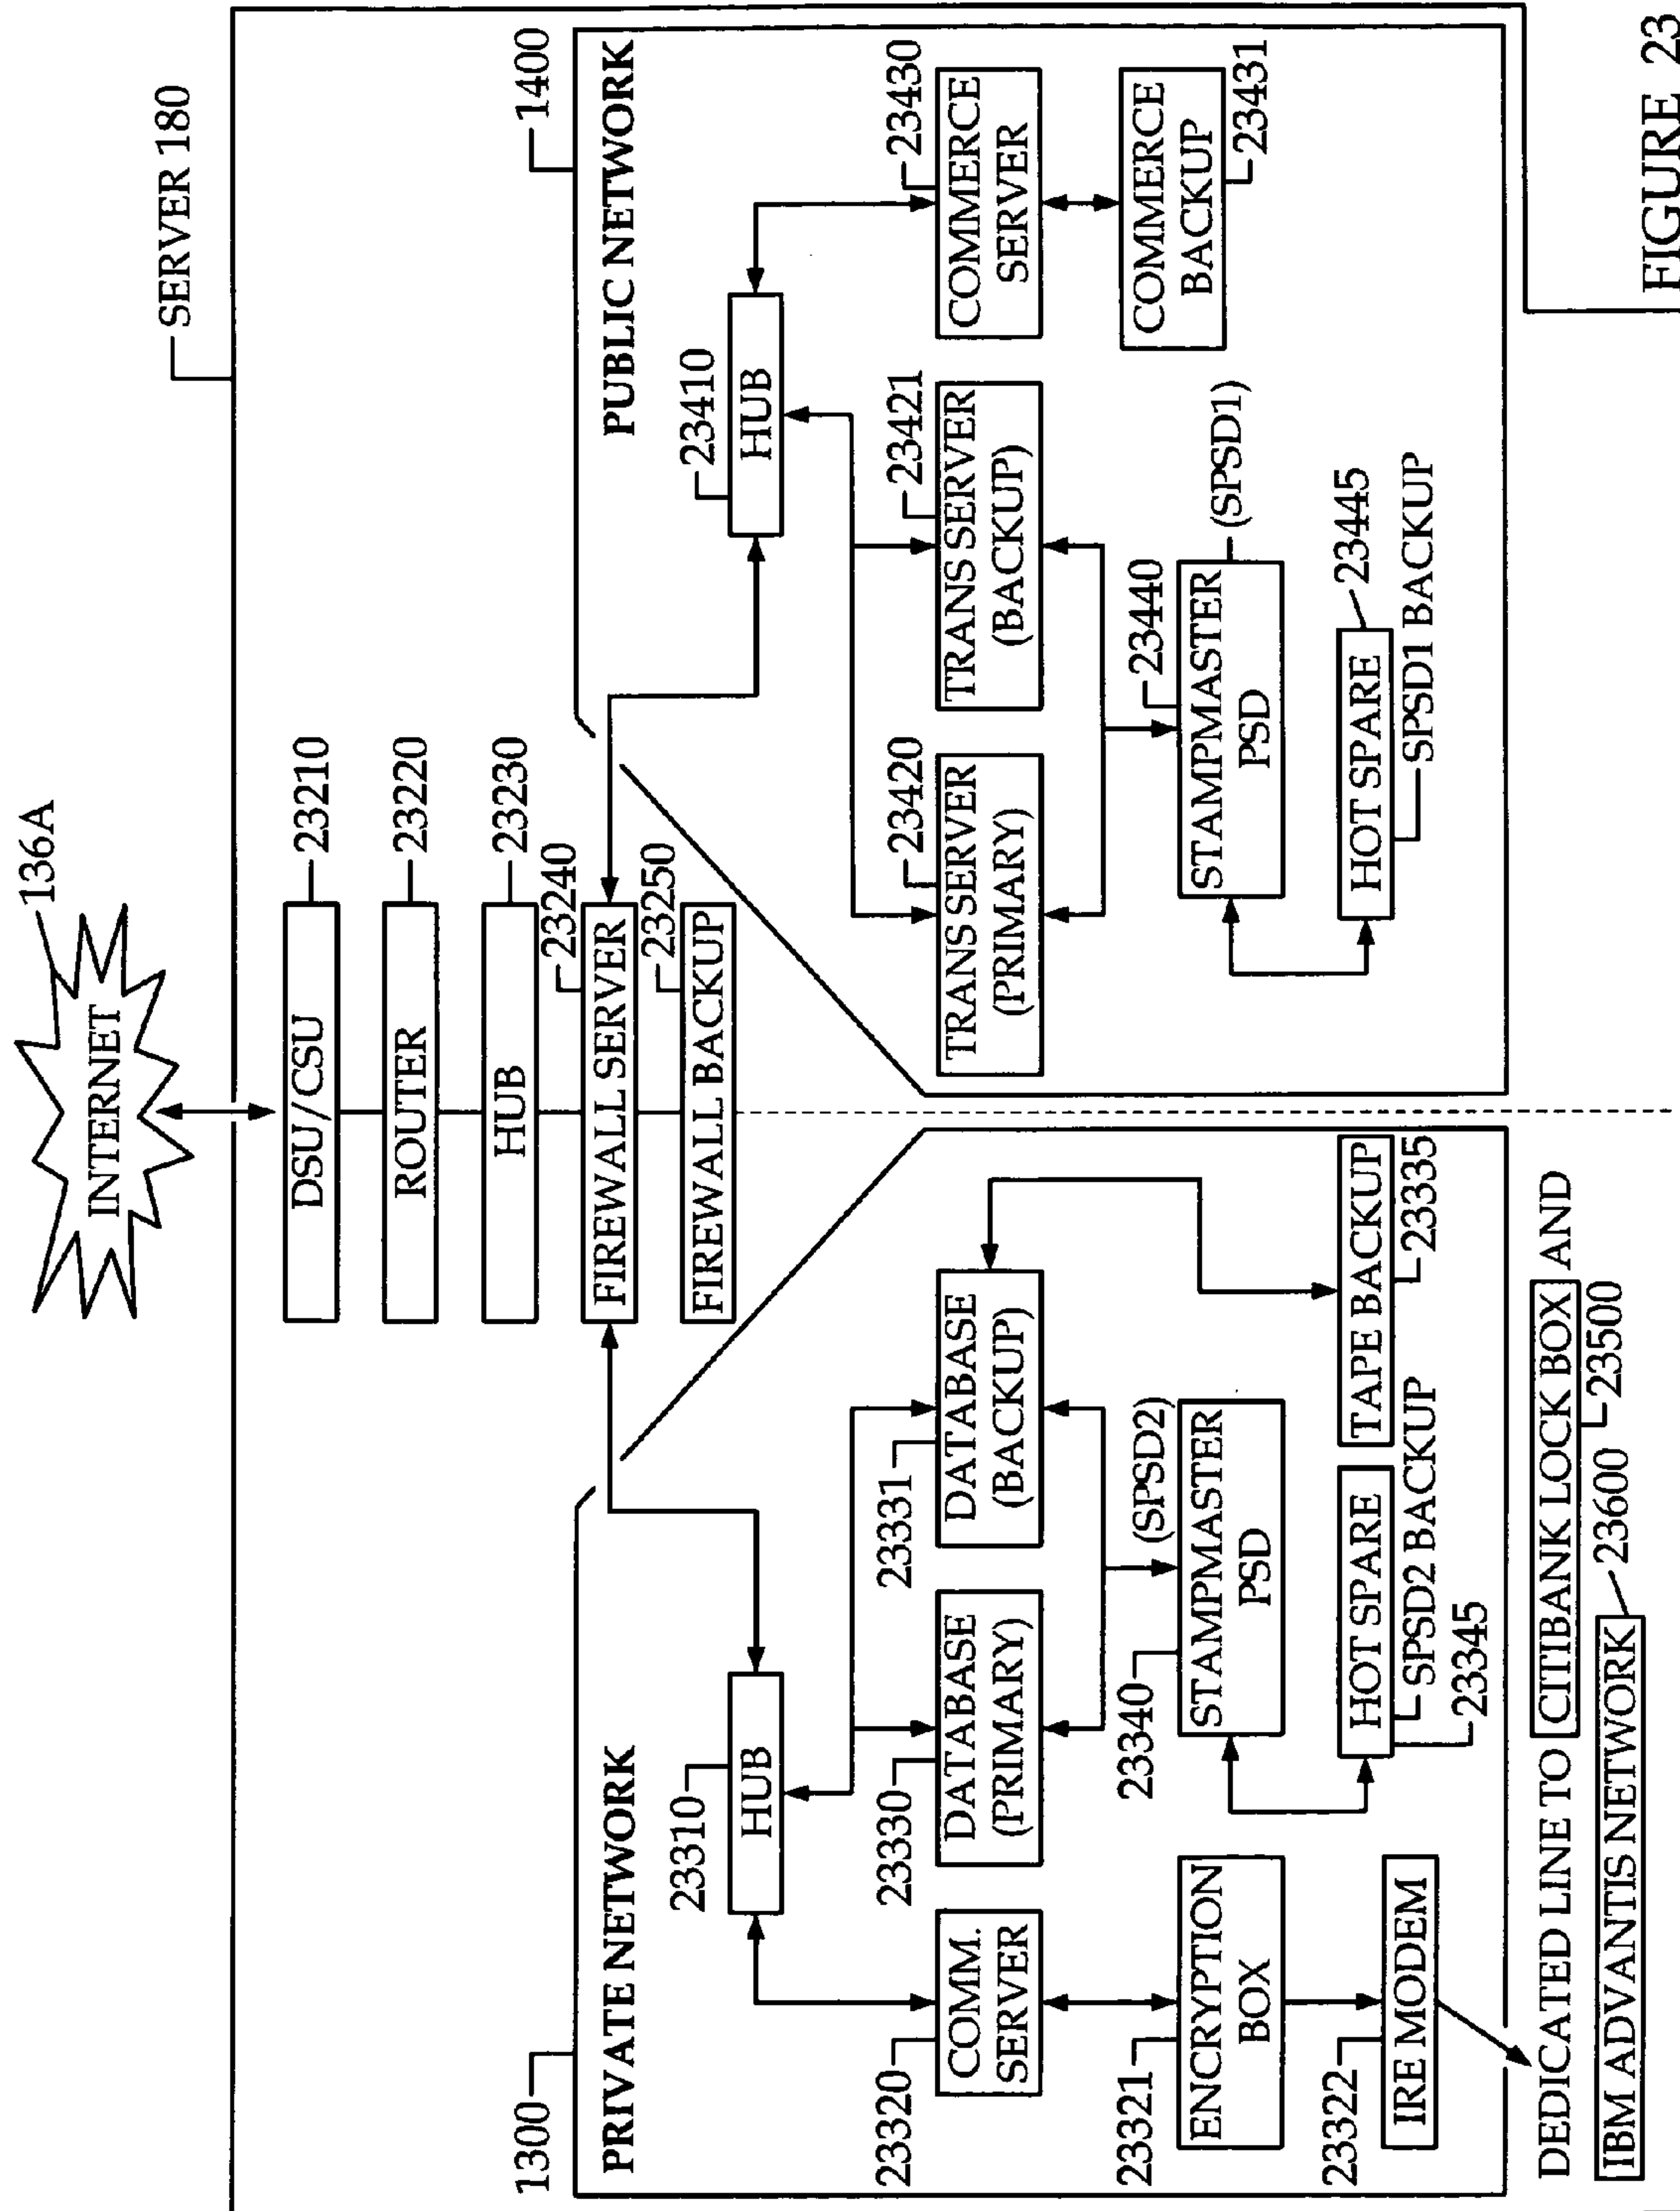 136A
INTERNET
SERVER 180
DSU/CSU
23210
ROUTER
23220
HUB
23230
23240
FIREWALL SERVER
23250
FIREWALL BACKUP
1300
PRIVATE NETWORK
23310
HUB
23320
COMM.
SERVER
23330
DATABASE
(PRIMARY)
23331
DATABASE
(BACKUP)
23321
ENCRYPTION
BOX
23340
(SPSD2)
STAMPMASTER
PSD
23322
IRE MODEM
HOT SPARE
SPSD2 BACKUP
23345
TAPE BACKUP
23335
DEDICATED LINE TO CITIBANK LOCK BOX AND
23500
IBM ADVANTIS NETWORK
23600
1400
PUBLIC NETWORK
23410
HUB
23420
TRANS SERVER
(PRIMARY)
23421
TRANS SERVER
(BACKUP)
23430
COMMERCE
SERVER
COMMERCE
BACKUP
23431
23440
STAMPMASTER
PSD
(SPSD1)
HOT SPARE
23445
SPSD1 BACKUP
FIGURE 23